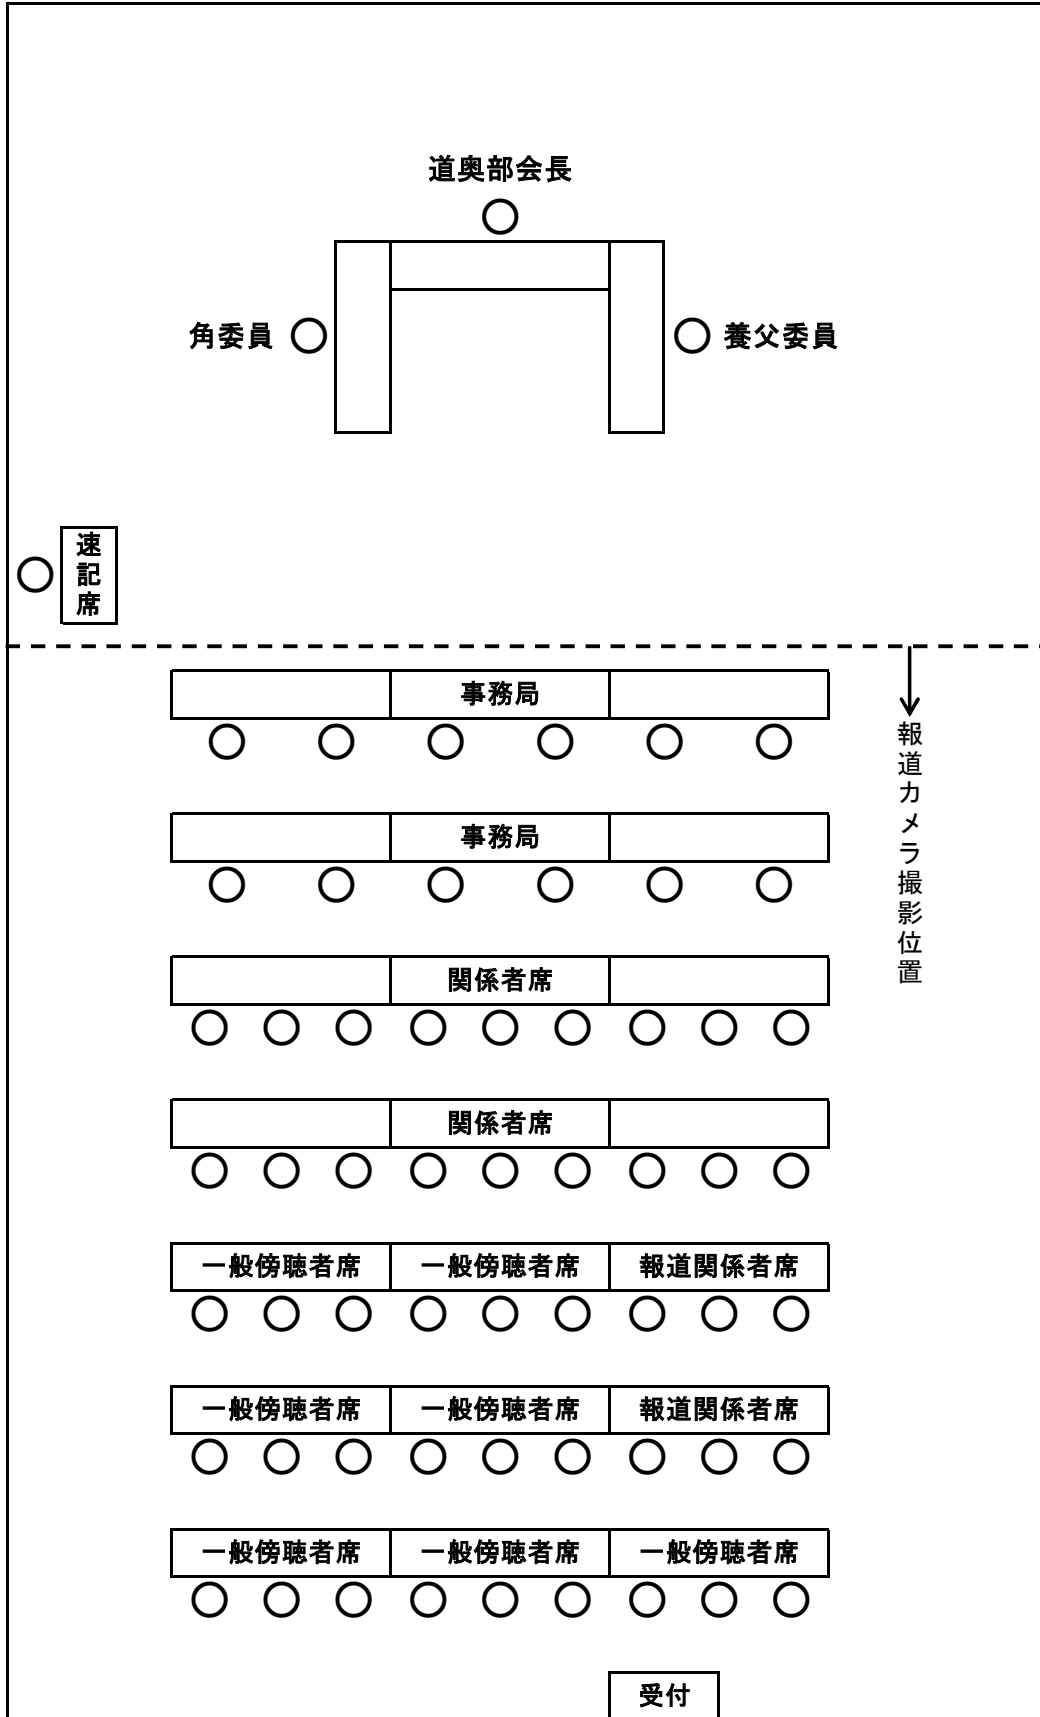 道奥部会長
角委員
養父委員
速記席
事務局
報道カメラ撮影位置
事務局
関係者席
関係者席
一般傍聴者席 一般傍聴者席 報道関係者席
一般傍聴者席 一般傍聴者席 報道関係者席
一般傍聴者席 一般傍聴者席 一般傍聴者席
受付